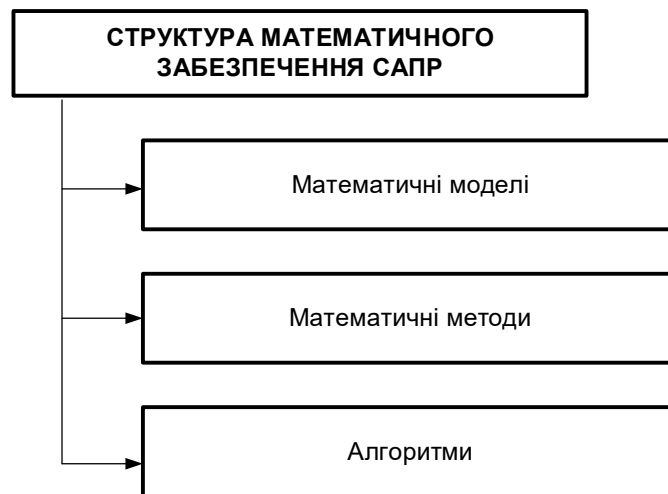 СТРУКТУРА МАТЕМАТИЧНОГО
ЗАБЕЗПЕЧЕННЯ САПР
Математичні моделі
Математичні методи
Алгоритми